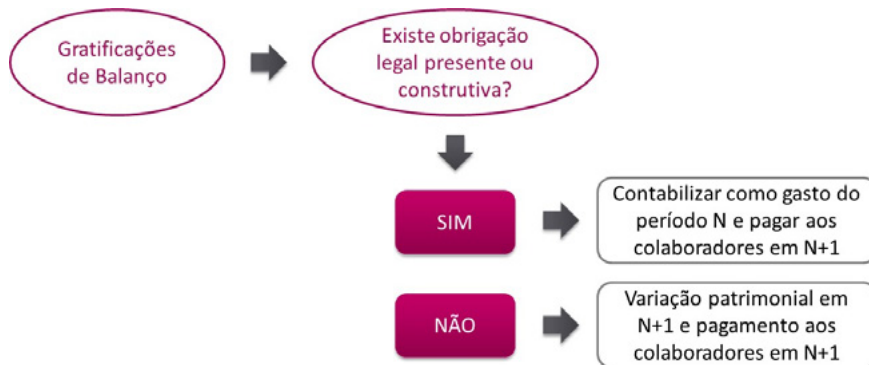 Gratificações
de Balanço
Existe obrigação
legal presente ou
construtiva?
SIM
Contabilizar como gasto do
período N e pagar aos
colaboradores em N+1
NÃO
Variação patrimonial em
N+1 e pagamento aos
colaboradores em N+1